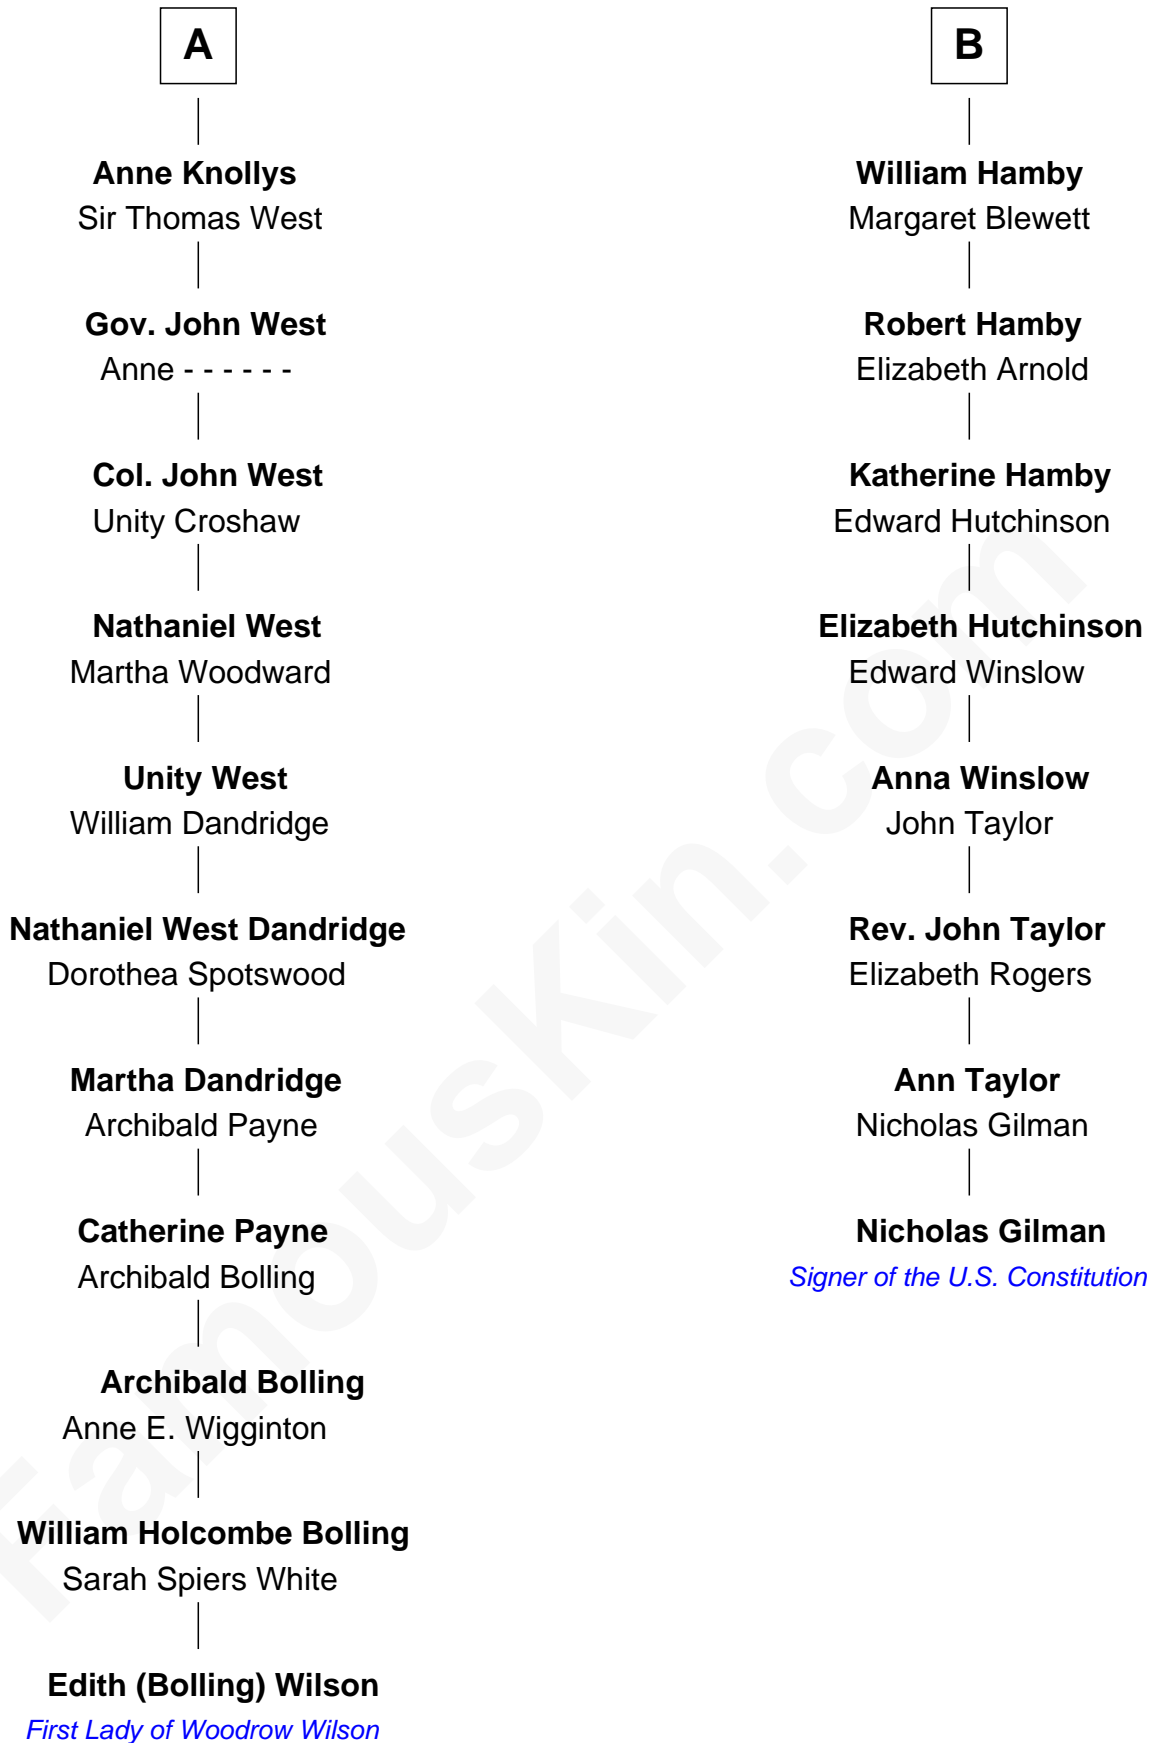 A
Anne Knollys
Sir Thomas West
Gov. John West
Anne - - - - - -
Col. John West
Unity Croshaw
Nathaniel West
Martha Woodward
Unity West
William Dandridge
Nathaniel West Dandridge
Dorothea Spotswood
Martha Dandridge
Archibald Payne
Catherine Payne
Archibald Bolling
Archibald Bolling
Anne E. Wigginton
William Holcombe Bolling
Sarah Spiers White
Edith (Bolling) Wilson
First Lady of Woodrow Wilson
B
William Hamby
Margaret Blewett
Robert Hamby
Elizabeth Arnold
Katherine Hamby
Edward Hutchinson
Elizabeth Hutchinson
Edward Winslow
Anna Winslow
John Taylor
Rev. John Taylor
Elizabeth Rogers
Ann Taylor
Nicholas Gilman
Nicholas Gilman
Signer of the U.S. Constitution
FamousKin.com